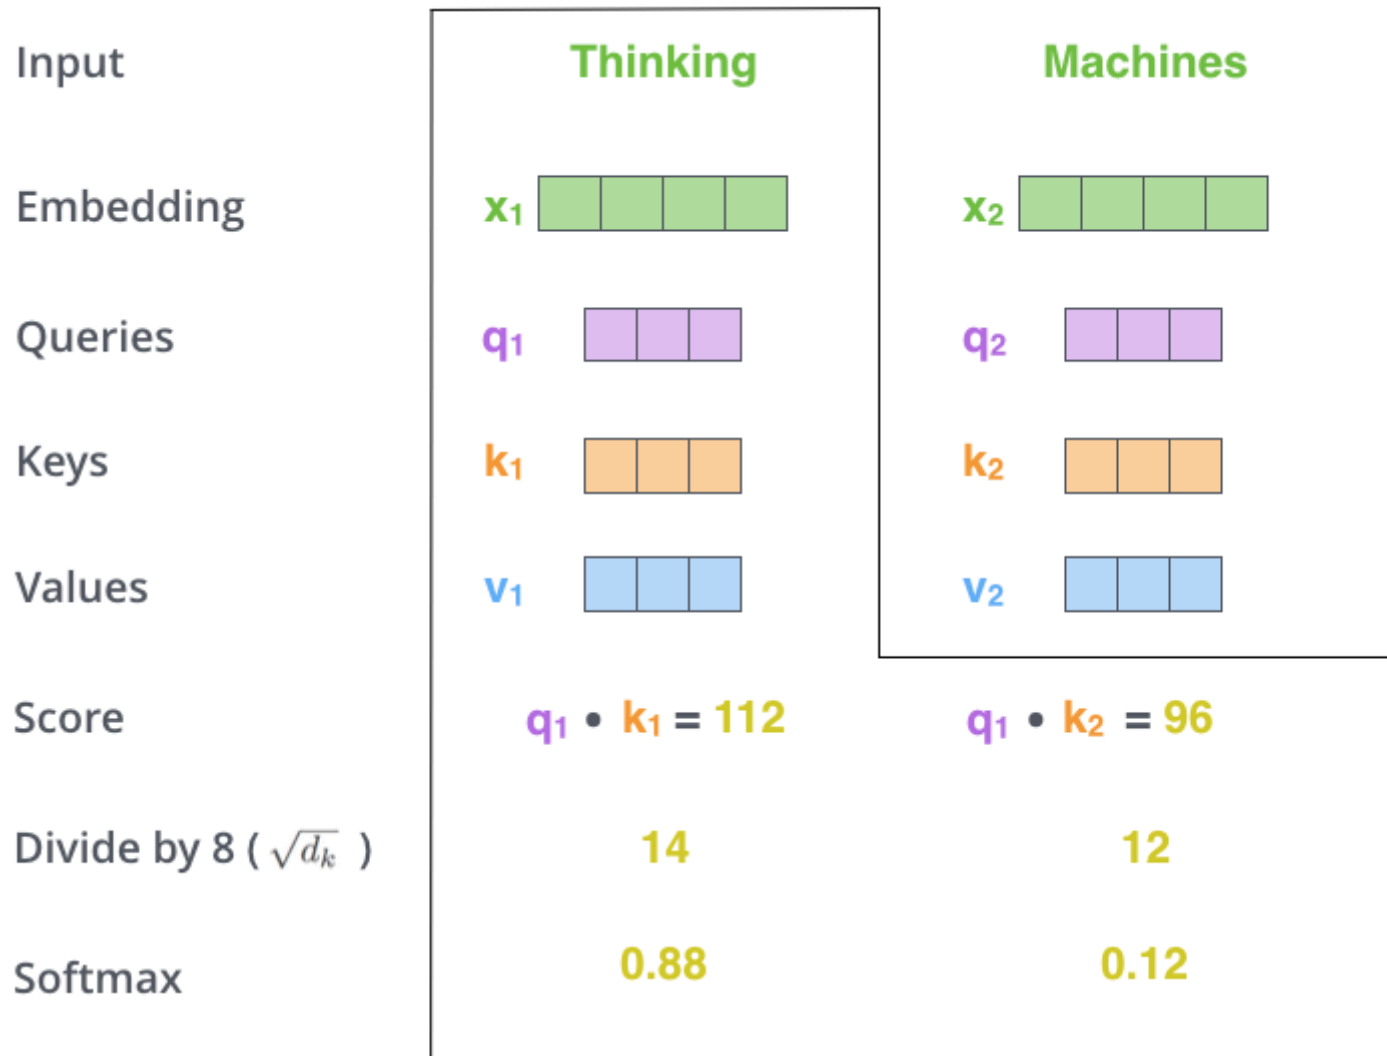 Input Thinking Machines
Embedding x₁ x₂
Queries q₁ q₂
Keys k₁ k₂
Values v₁ v₂
Score q₁ • k₁ = 112 q₁ • k₂ = 96
Divide by 8 ( √dₖ ) 14 12
Softmax 0.88 0.12